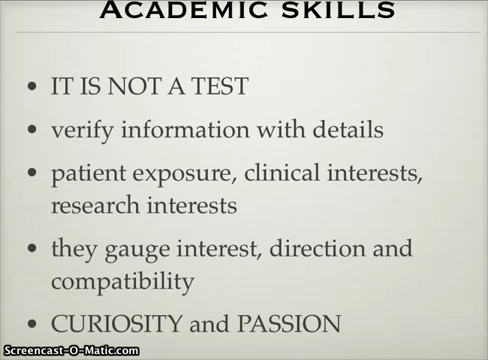 ACADEMIC SKILLS
• IT IS NOT A TEST
• verify information with details
• patient exposure, clinical interests,
research interests
• they gauge interest, direction and
compatibility
• CURIOSITY and PASSION
Screencast-O-Matic.com